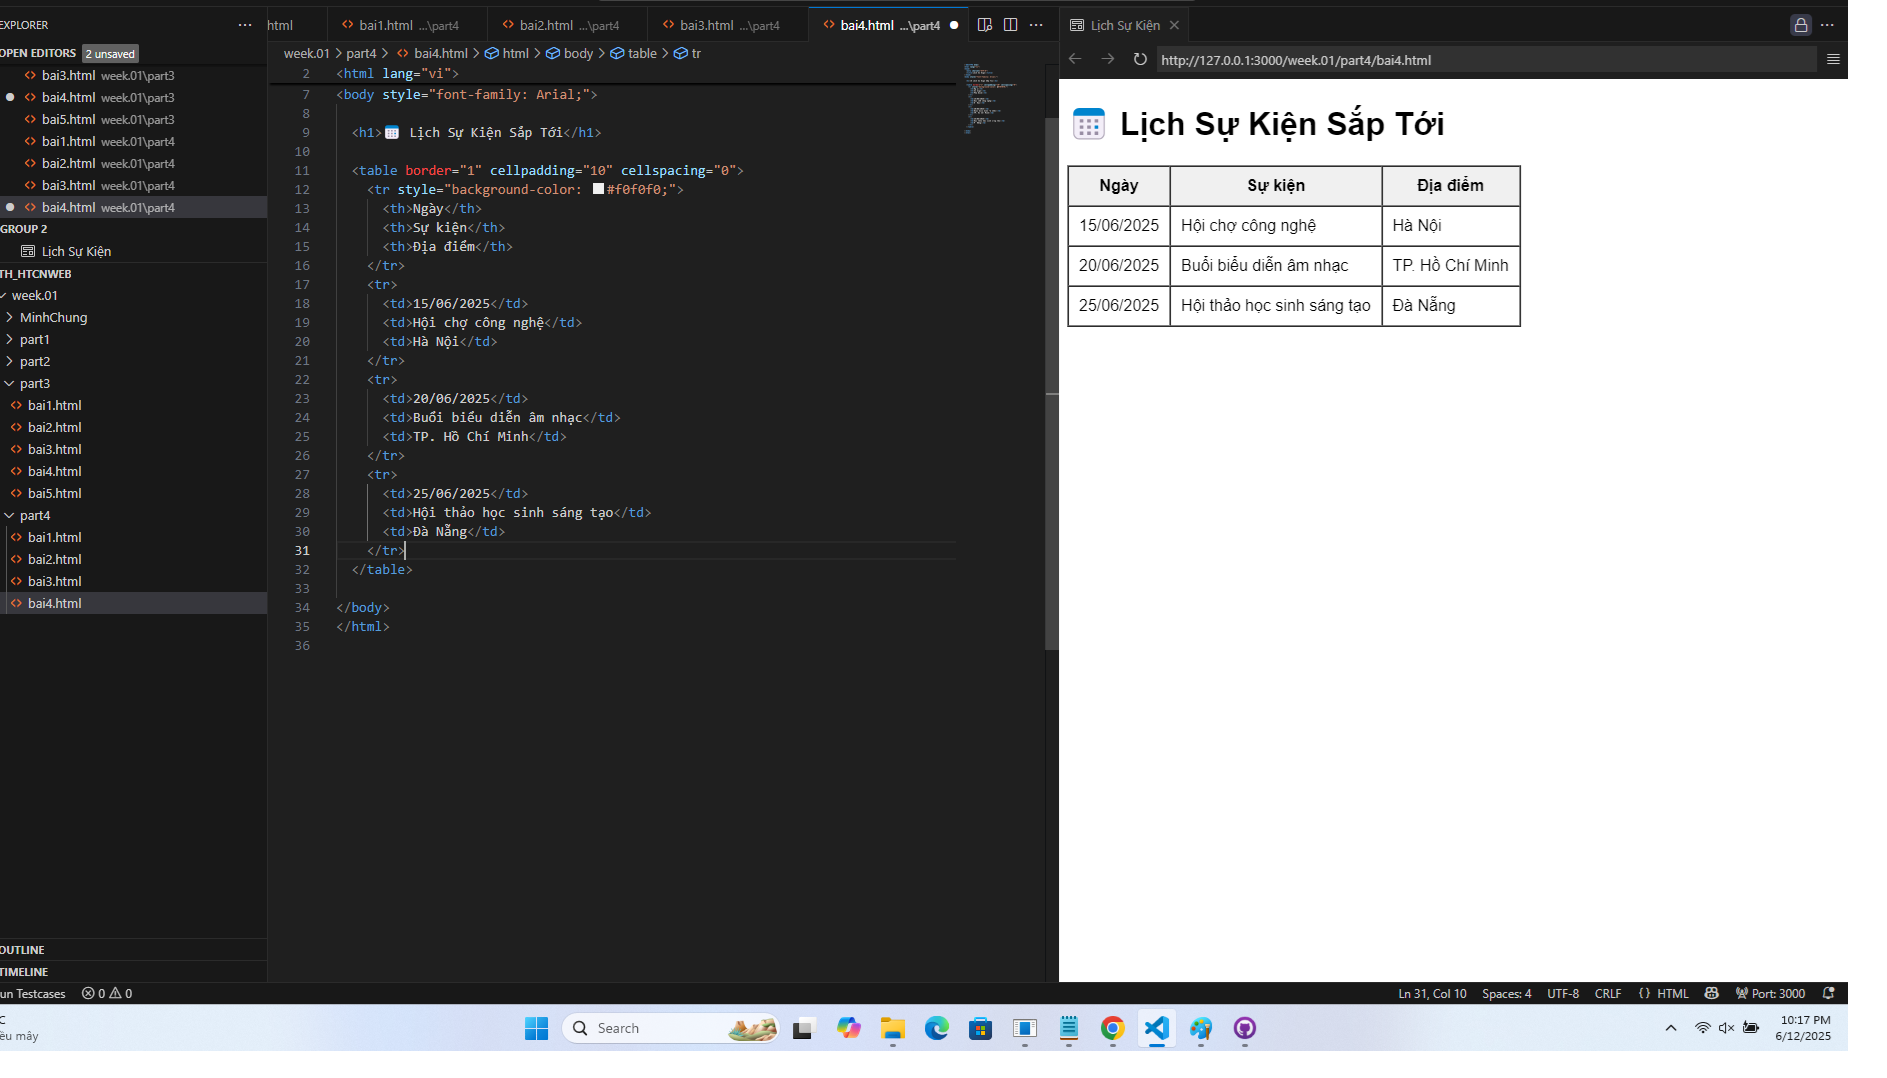 EXPLORER
OPEN EDITORS 2 unsaved
bai3.html week.01\part3
bai4.html week.01\part3
bai5.html week.01\part3
bai1.html week.01\part4
bai2.html week.01\part4
bai3.html week.01\part4
bai4.html week.01\part4
GROUP 2
Lịch Sự Kiện
TH_HTCNWEB
week.01
MinhChung
part1
part2
part3
bai1.html
bai2.html
bai3.html
bai4.html
bai5.html
part4
bai1.html
bai2.html
bai3.html
bai4.html
OUTLINE
TIMELINE
html bai1.html ...\part4 bai2.html ...\part4 bai3.html ...\part4 bai4.html ...\part4
week.01 > part4 > bai4.html > html > body > table > tr
2 <html lang="vi">
7 <body style="font-family: Arial;">
8
9 <h1>🗓️ Lịch Sự Kiện Sắp Tới</h1>
10
11 <table border="1" cellpadding="10" cellspacing="0">
12 <tr style="background-color: #f0f0f0;">
13 <th>Ngày</th>
14 <th>Sự kiện</th>
15 <th>Địa điểm</th>
16 </tr>
17 <tr>
18 <td>15/06/2025</td>
19 <td>Hội chợ công nghệ</td>
20 <td>Hà Nội</td>
21 </tr>
22 <tr>
23 <td>20/06/2025</td>
24 <td>Buổi biểu diễn âm nhạc</td>
25 <td>TP. Hồ Chí Minh</td>
26 </tr>
27 <tr>
28 <td>25/06/2025</td>
29 <td>Hội thảo học sinh sáng tạo</td>
30 <td>Đà Nẵng</td>
31 </tr>
32 </table>
33
34 </body>
35 </html>
36
Lịch Sự Kiện
http://127.0.0.1:3000/week.01/part4/bai4.html
Lịch Sự Kiện Sắp Tới
Ngày Sự kiện Địa điểm
15/06/2025 Hội chợ công nghệ Hà Nội
20/06/2025 Buổi biểu diễn âm nhạc TP. Hồ Chí Minh
25/06/2025 Hội thảo học sinh sáng tạo Đà Nẵng
un Testcases 0 0
Ln 31, Col 10 Spaces: 4 UTF-8 CRLF {} HTML Port: 3000
C
ều mây
Search
10:17 PM
6/12/2025